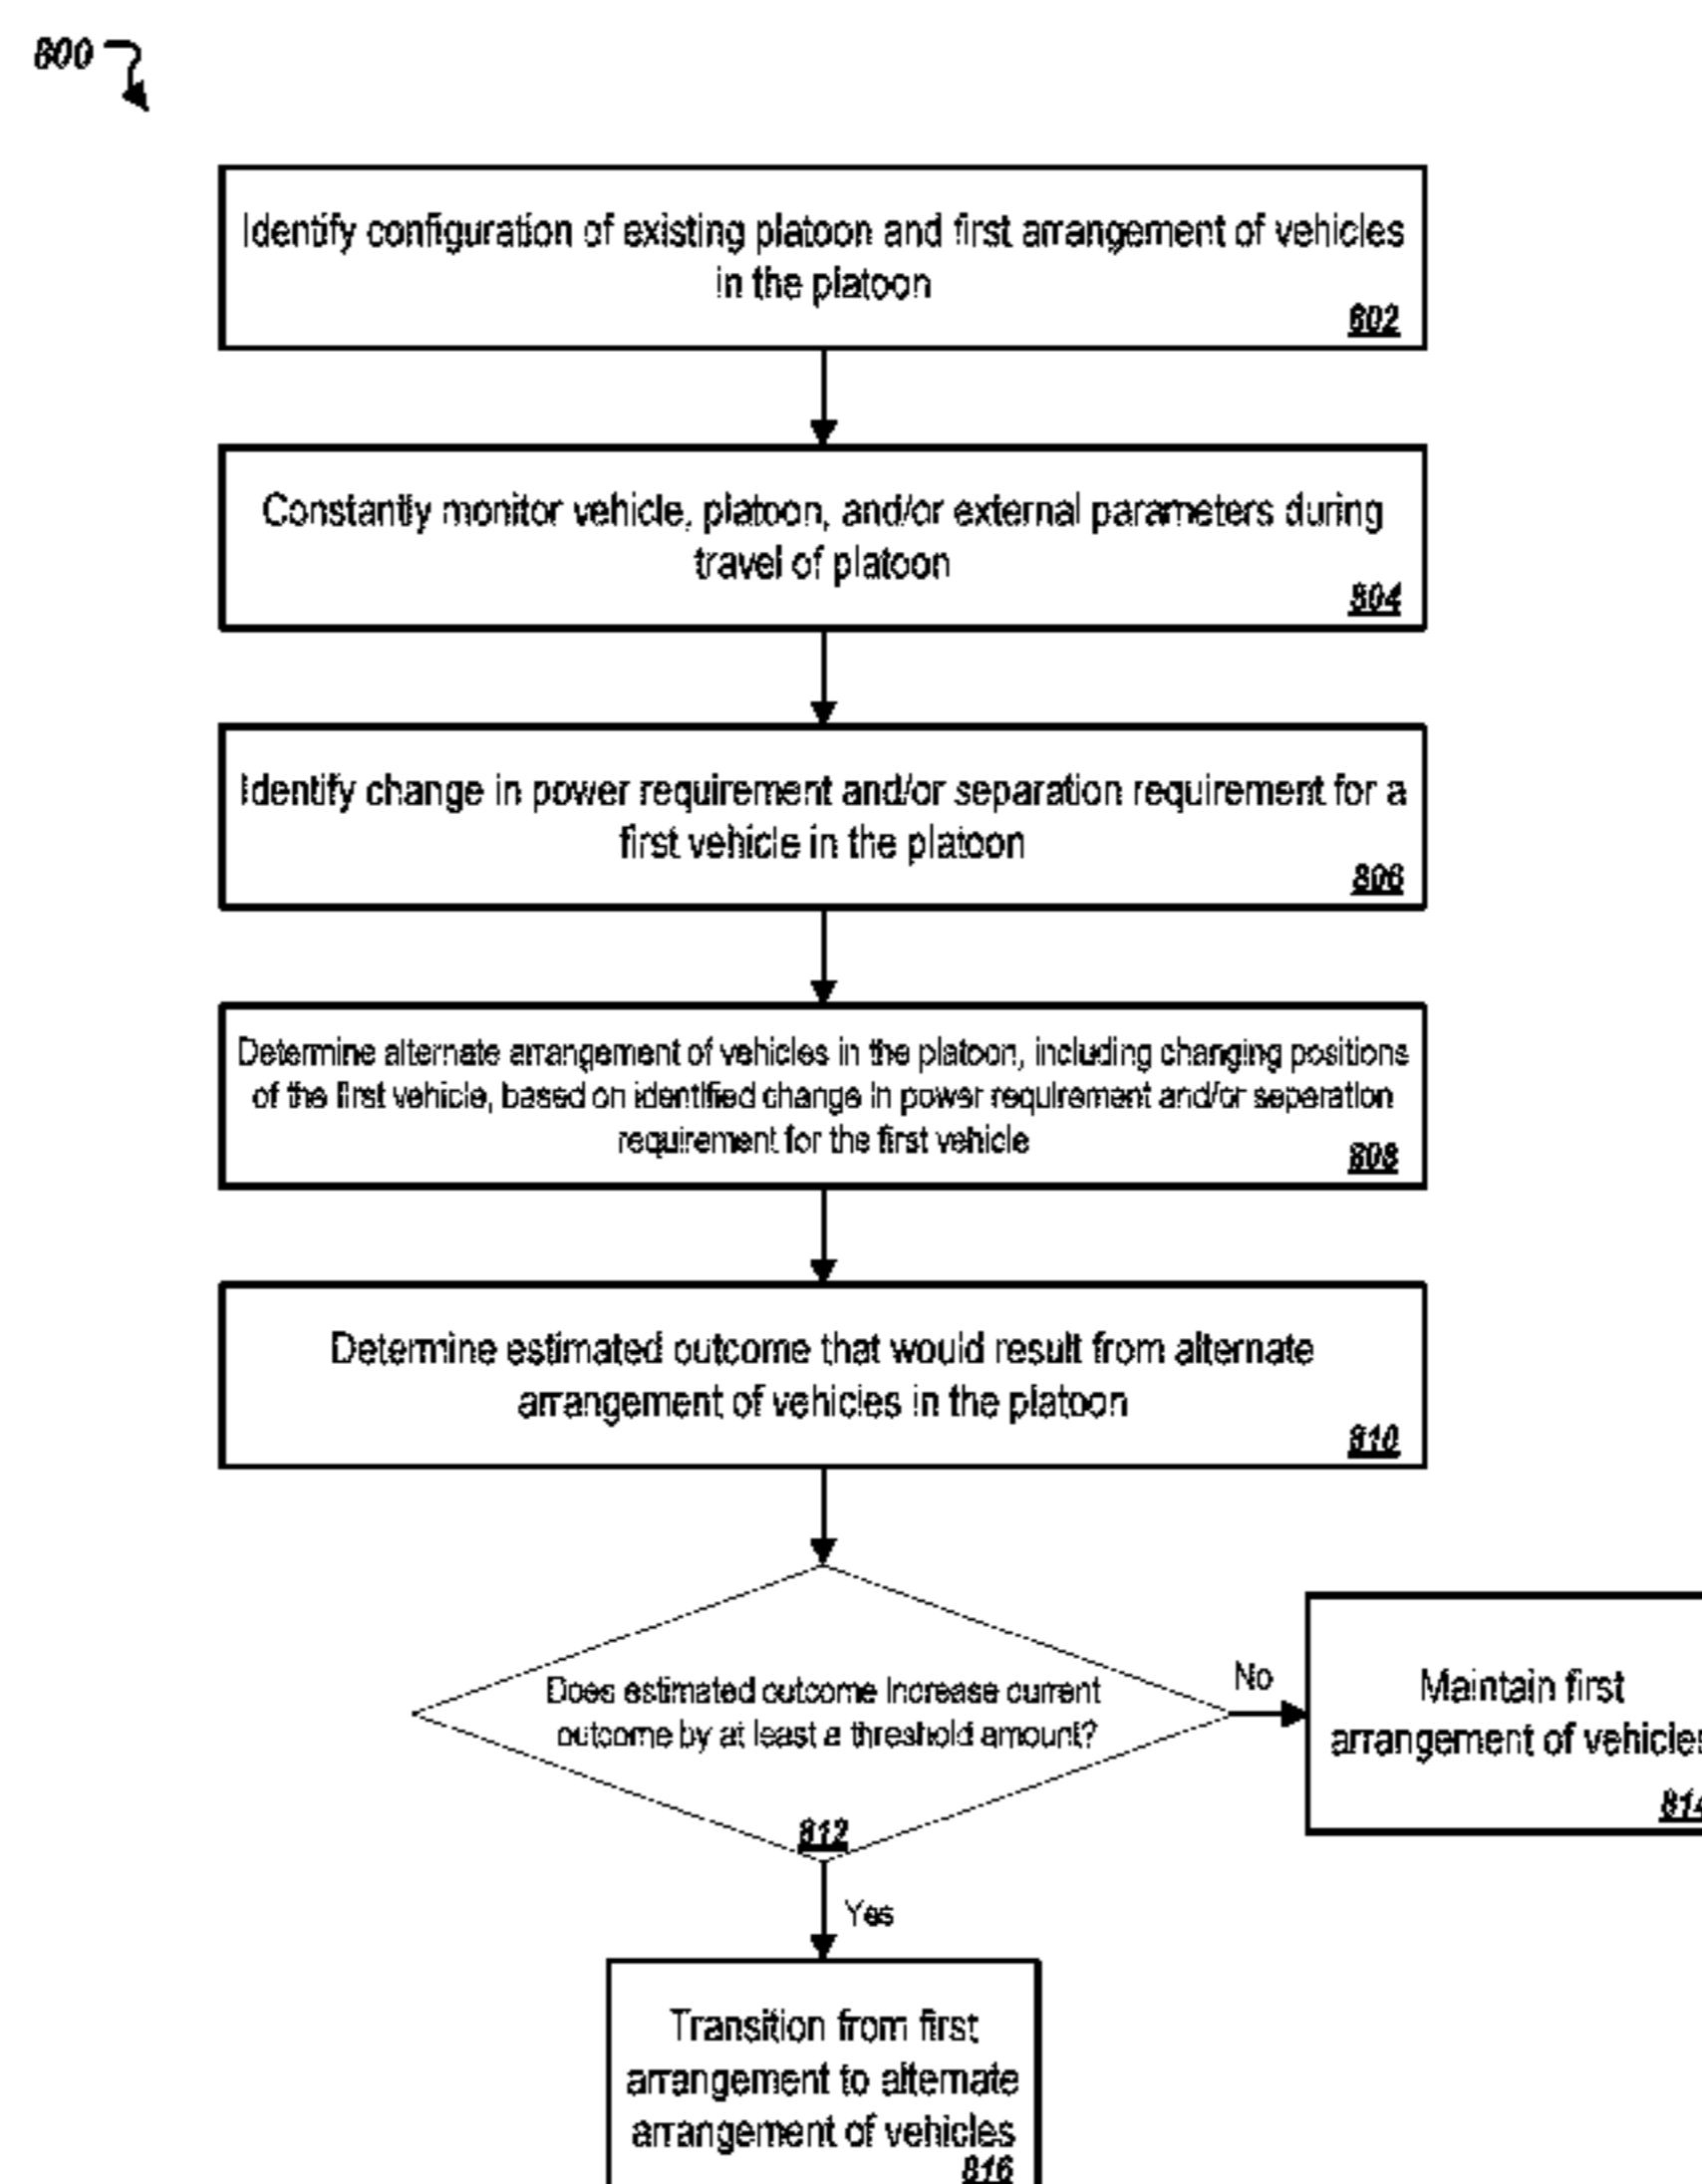 800
Identify configuration of existing platoon and first arrangement of vehicles
in the platoon
802
Constantly monitor vehicle, platoon, and/or external parameters during
travel of platoon
804
Identify change in power requirement and/or separation requirement for a
first vehicle in the platoon
806
Determine alternate arrangement of vehicles in the platoon, including changing positions
of the first vehicle, based on identified change in power requirement and/or seperation
requirement for the first vehicle
808
Determine estimated outcome that would result from alternate
arrangement of vehicles in the platoon
810
Does estimated outcome increase current
outcome by at least a threshold amount?
812
No
Maintain first
arrangement of vehicles
814
Yes
Transition from first
arrangement to alternate
arrangement of vehicles
816